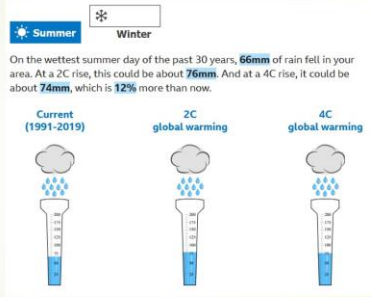 Summer
Winter
On the wettest summer day of the past 30 years, 66mm of rain fell in your
area. At a 2C rise, this could be about 76mm. And at a 4C rise, it could be
about 74mm, which is 12% more than now.
Current
(1991-2019)
2C
global warming
4C
global warming